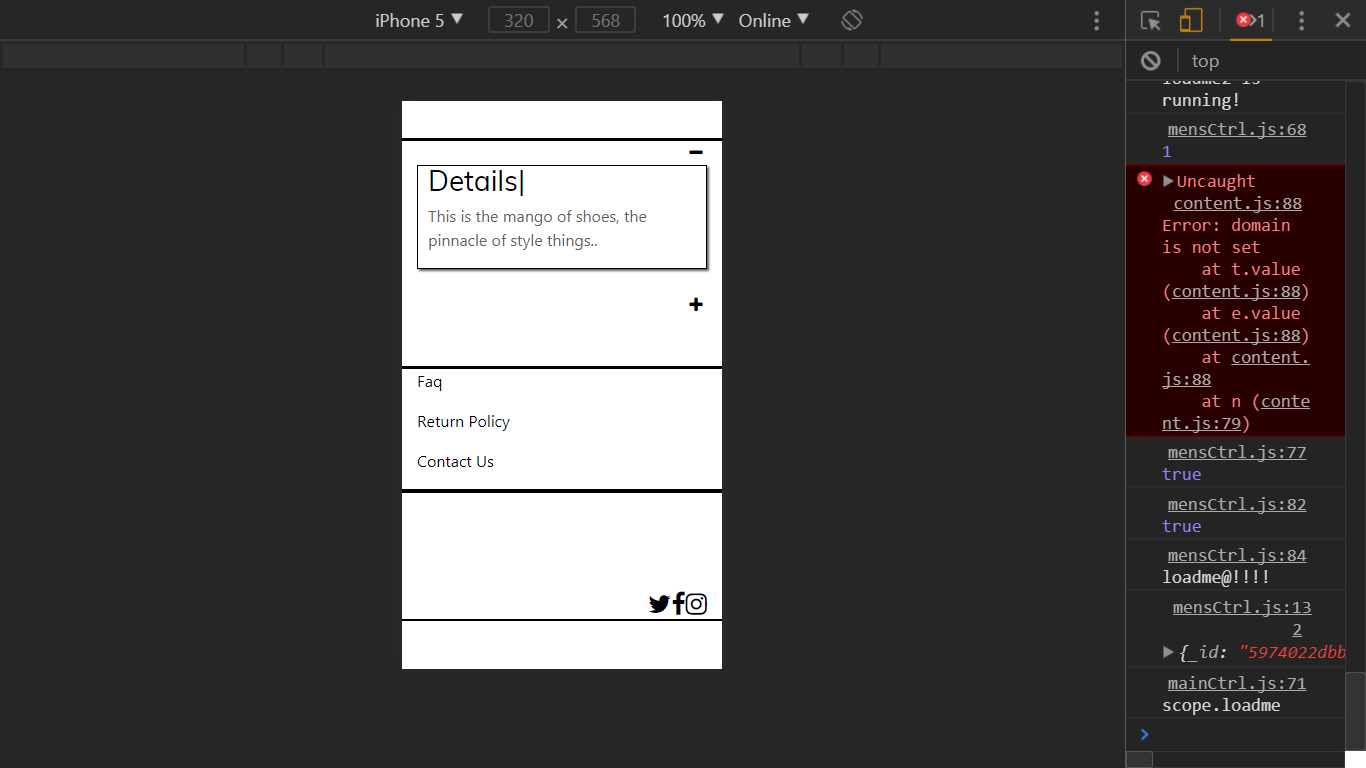 iPhone 5 ▼ 320 × 568 100% ▼ Online ▼
1
top
loadme2 is
running!
mensCtrl.js:68
1
Uncaught
content.js:88
Error: domain
is not set
at t.value
(content.js:88)
at e.value
(content.js:88)
at content.
js:88
at n (conte
nt.js:79)
mensCtrl.js:77
true
mensCtrl.js:82
true
mensCtrl.js:84
loadme@!!!!
mensCtrl.js:13
2
{_id: "5974022dbb
mainCtrl.js:71
scope.loadme
Details|
This is the mango of shoes, the
pinnacle of style things..
Faq
Return Policy
Contact Us